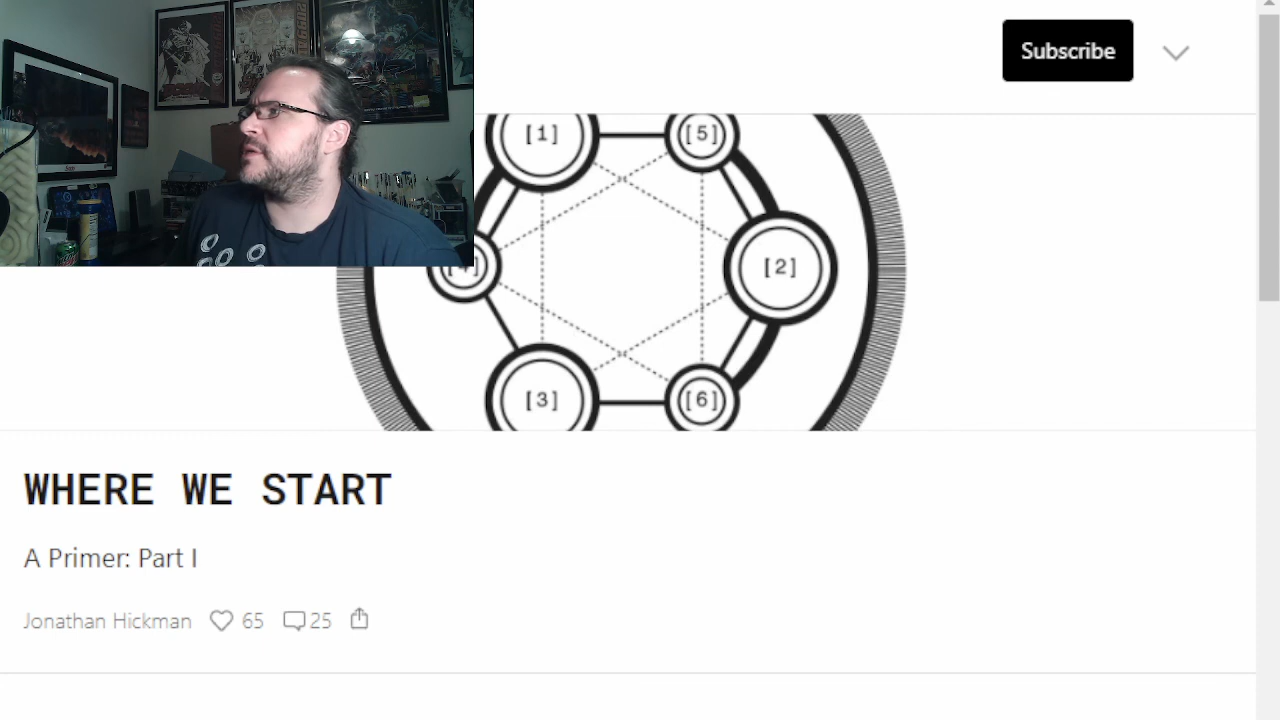 Subscribe
[1]
[5]
[2]
[3]
[6]
WHERE WE START
A Primer: Part I
Jonathan Hickman 65 25